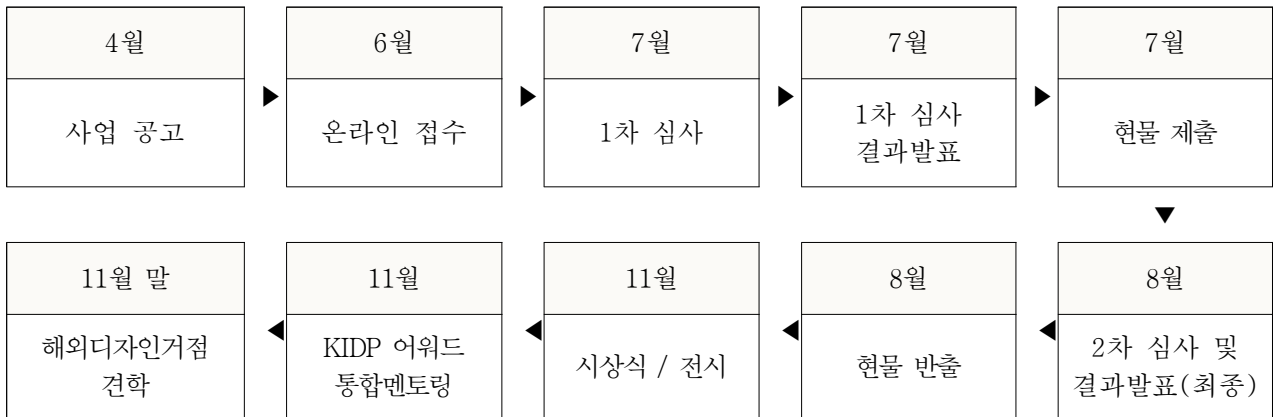 4월
사업 공고
6월
온라인 접수
7월
1차 심사
7월
1차 심사
결과발표
7월
현물 제출
8월
2차 심사 및
결과발표(최종)
8월
현물 반출
11월
시상식 / 전시
11월
KIDP 어워드
통합멘토링
11월 말
해외디자인거점
견학